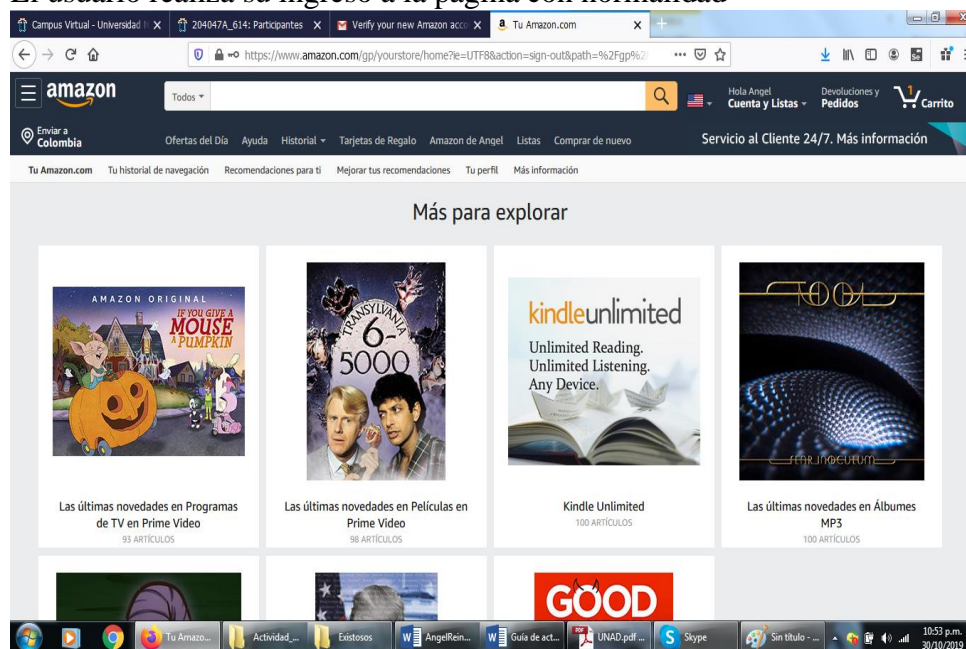 El usuario realiza su ingreso a la página con normalidad
Campus Virtual - Universidad N
204047A_614: Participantes
Verify your new Amazon acco
Tu Amazon.com
https://www.amazon.com/gp/yourstore/home?ie=UTF8&action=sign-out&path=%2Fgp%2
amazon
Todos
Hola Angel
Cuenta y Listas
Devoluciones y
Pedidos
1
Carrito
Enviar a
Colombia
Ofertas del Día Ayuda Historial Tarjetas de Regalo Amazon de Angel Listas Comprar de nuevo
Servicio al Cliente 24/7. Más información
Tu Amazon.com Tu historial de navegación Recomendaciones para ti Mejorar tus recomendaciones Tu perfil Más información
Más para explorar
AMAZON ORIGINAL
IF YOU GIVE A
MOUSE
A PUMPKIN
TRANSYLVANIA
6-
5000
kindleunlimited
Unlimited Reading.
Unlimited Listening.
Any Device.
TOOL
FEAR INOCULUM
Las últimas novedades en Programas
de TV en Prime Video
93 ARTÍCULOS
Las últimas novedades en Películas en
Prime Video
98 ARTÍCULOS
Kindle Unlimited
100 ARTÍCULOS
Las últimas novedades en Álbumes
MP3
100 ARTÍCULOS
GOOD
Tu Amazo...
Actividad_...
Existosos
AngelRein...
Guía de act...
UNAD.pdf ...
Skype
Sin título - ...
10:53 p.m.
30/10/2019